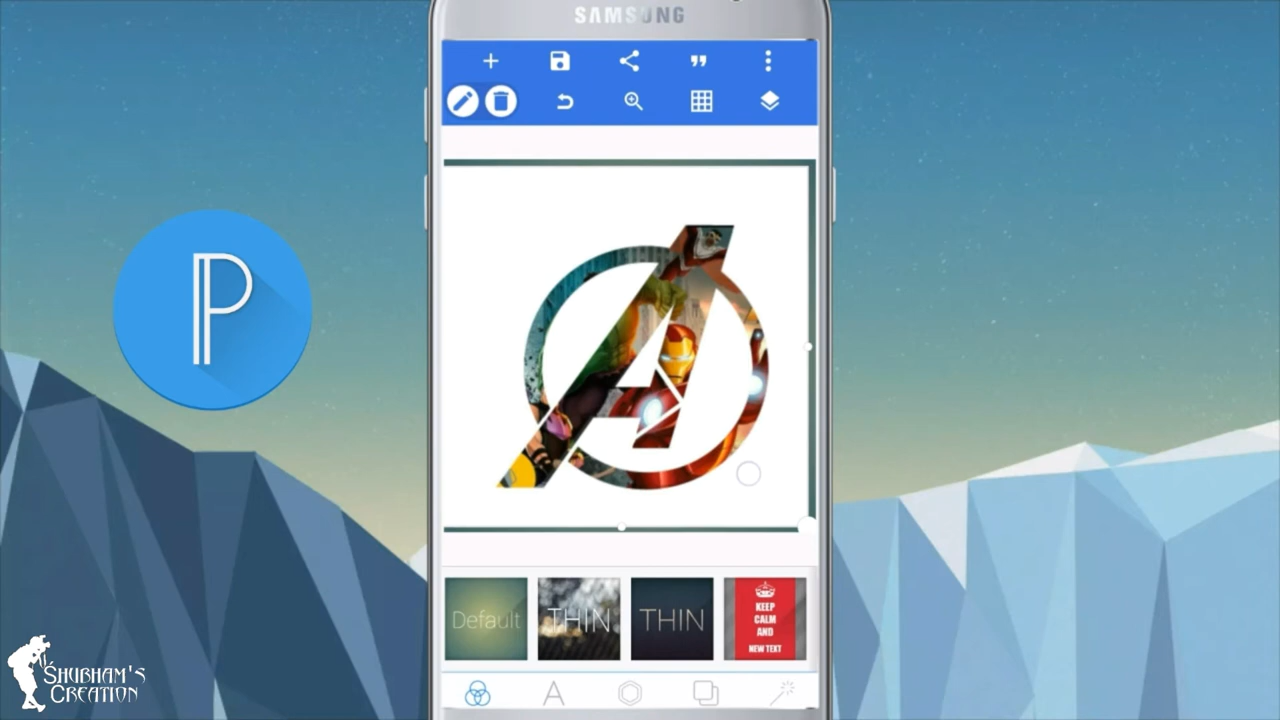 SAMSUNG
P
Default
THIN
THIN
KEEP
CALM
AND
NEW TEXT
SHUBHAM'S
CREATION